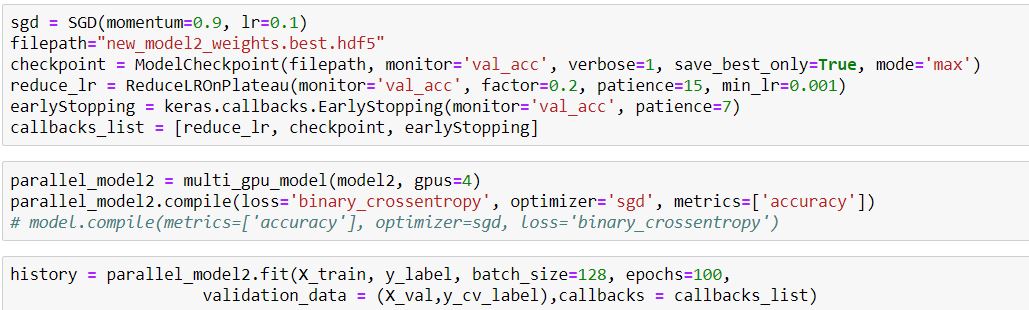 sgd = SGD(momentum=0.9, lr=0.1)
filepath="new_model2_weights.best.hdf5"
checkpoint = ModelCheckpoint(filepath, monitor='val_acc', verbose=1, save_best_only=True, mode='max')
reduce_lr = ReduceLROnPlateau(monitor='val_acc', factor=0.2, patience=15, min_lr=0.001)
earlyStopping = keras.callbacks.EarlyStopping(monitor='val_acc', patience=7)
callbacks_list = [reduce_lr, checkpoint, earlyStopping]
parallel_model2 = multi_gpu_model(model2, gpus=4)
parallel_model2.compile(loss='binary_crossentropy', optimizer='sgd', metrics=['accuracy'])
# model.compile(metrics=['accuracy'], optimizer=sgd, loss='binary_crossentropy')
history = parallel_model2.fit(X_train, y_label, batch_size=128, epochs=100,
validation_data = (X_val,y_cv_label),callbacks = callbacks_list)